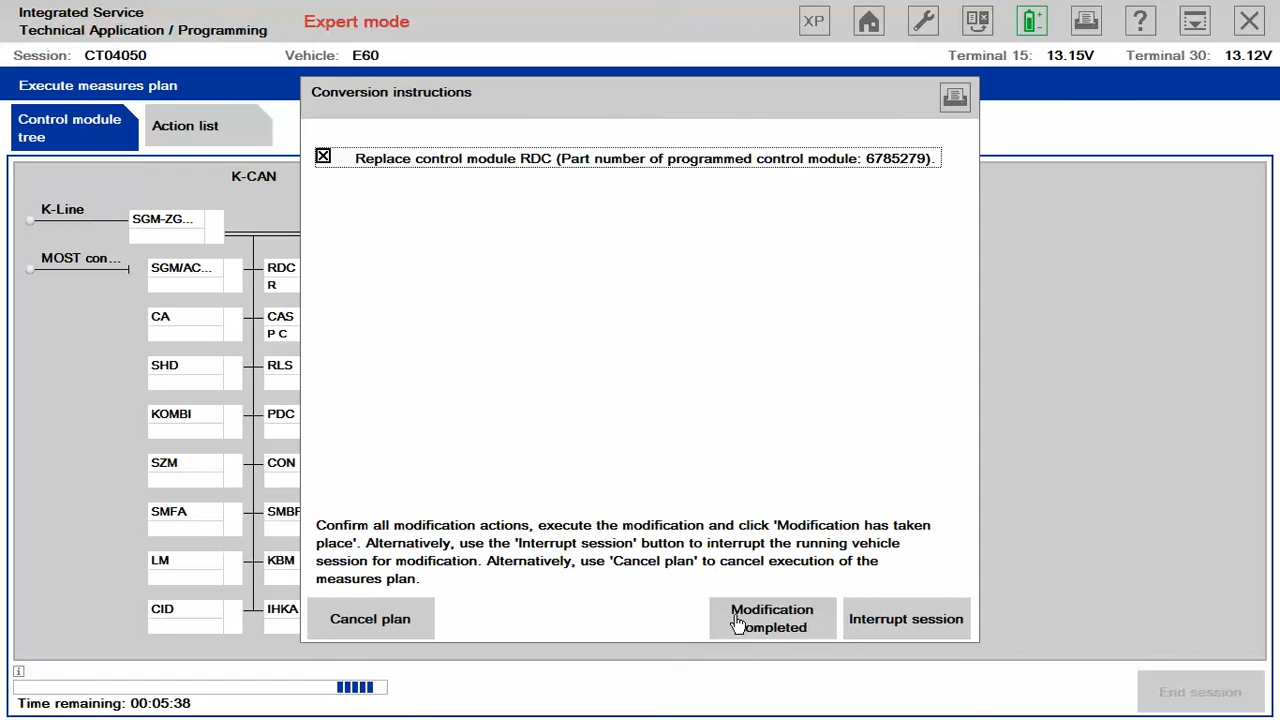 Integrated Service
Technical Application / Programming
Expert mode
XP
?
Session: CT04050
Vehicle: E60
Terminal 15: 13.15V
Terminal 30: 13.12V
Execute measures plan
Control module
tree
Action list
Conversion instructions
Replace control module RDC (Part number of programmed control module: 6785279).
K-CAN
K-Line
SGM-ZG...
MOST con...
SGM/AC...
RDC
R
CA
CAS
P C
SHD
RLS
KOMBI
PDC
SZM
CON
SMFA
SMBF
LM
KBM
CID
IHKA
Confirm all modification actions, execute the modification and click 'Modification has taken
place'. Alternatively, use the 'Interrupt session' button to interrupt the running vehicle
session for modification. Alternatively, use 'Cancel plan' to cancel execution of the
measures plan.
Cancel plan
Modification
completed
Interrupt session
i
Time remaining: 00:05:38
End session